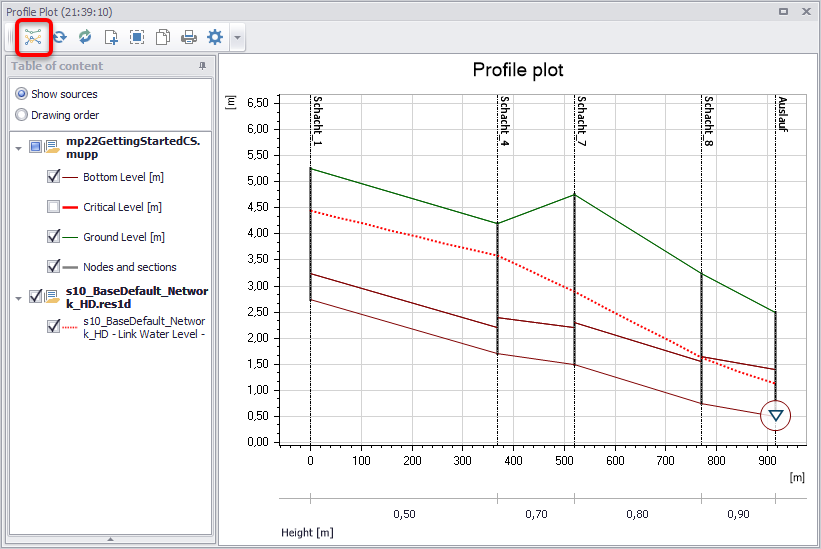 Profile Plot (21:39:10)
Table of content
Show sources
Drawing order
mp22GettingStartedCS.
mupp
Bottom Level [m]
Critical Level [m]
Ground Level [m]
Nodes and sections
s10_BaseDefault_Networ
k_HD.res1d
s10_BaseDefault_Networ
k_HD - Link Water Level -
Profile plot
[m]
6,50
6,00
5,50
5,00
4,50
4,00
3,50
3,00
2,50
2,00
1,50
1,00
0,50
0,00
Schacht_1
Schacht_4
Schacht_7
Schacht_8
Auslauf
0 100 200 300 400 500 600 700 800 900
[m]
0,50 0,70 0,80 0,90
Height [m]